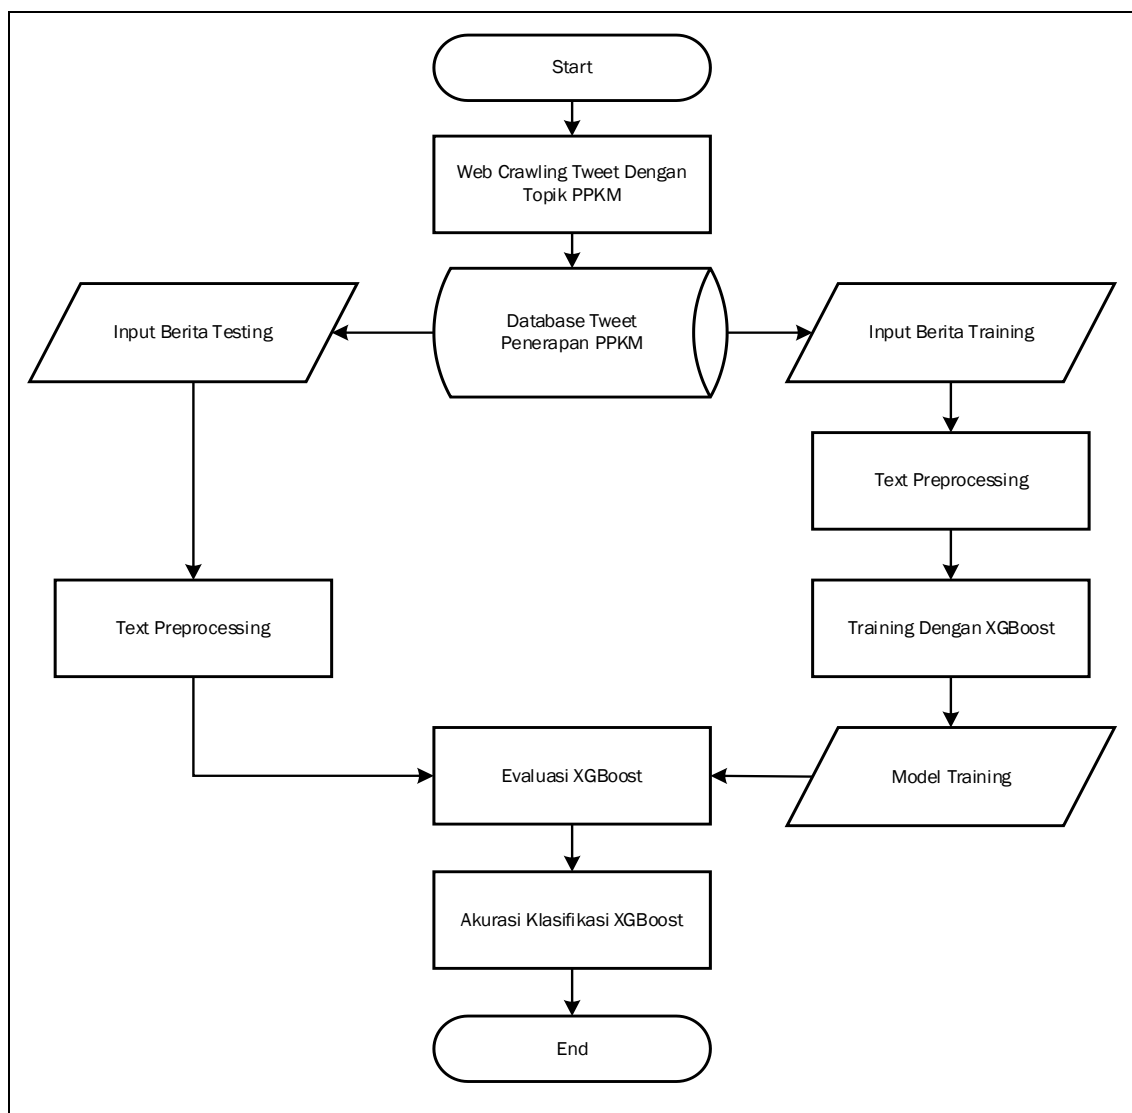 Start
Web Crawling Tweet Dengan
Topik PPKM
Input Berita Testing
Database Tweet
Penerapan PPKM
Input Berita Training
Text Preprocessing
Text Preprocessing
Training Dengan XGBoost
Evaluasi XGBoost
Model Training
Akurasi Klasifikasi XGBoost
End